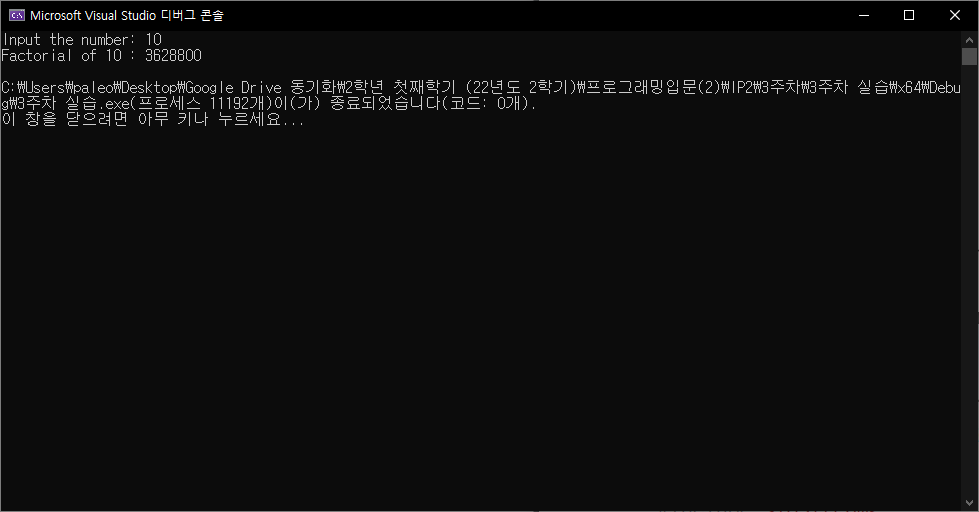 Microsoft Visual Studio 디버그 콘솔
Input the number: 10
Factorial of 10 : 3628800
C:₩Users₩paleo₩Desktop₩Google Drive 동기화₩2학년 첫째학기 (22년도 2학기)₩프로그래밍입문(2)₩IP2₩3주차₩3주차 실습₩x64₩Debu
g₩3주차 실습.exe(프로세스 11192개)이(가) 종료되었습니다(코드: 0개).
이 창을 닫으려면 아무 키나 누르세요...